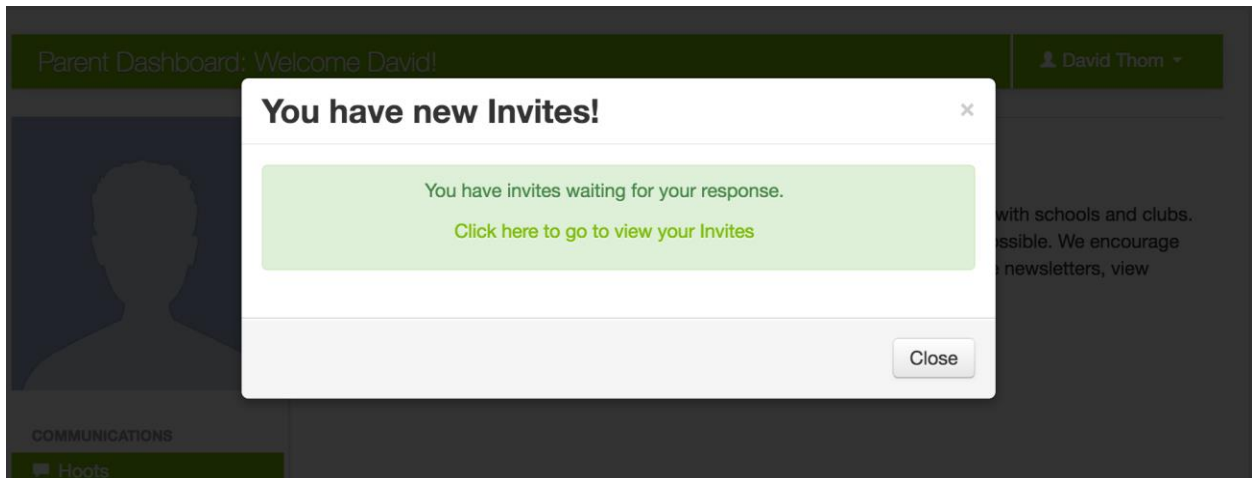 Parent Dashboard: Welcome David!
David Thom
You have new Invites!
×
You have invites waiting for your response.
Click here to go to view your Invites
with schools and clubs.
ossible. We encourage
newsletters, view
Close
COMMUNICATIONS
Hoots